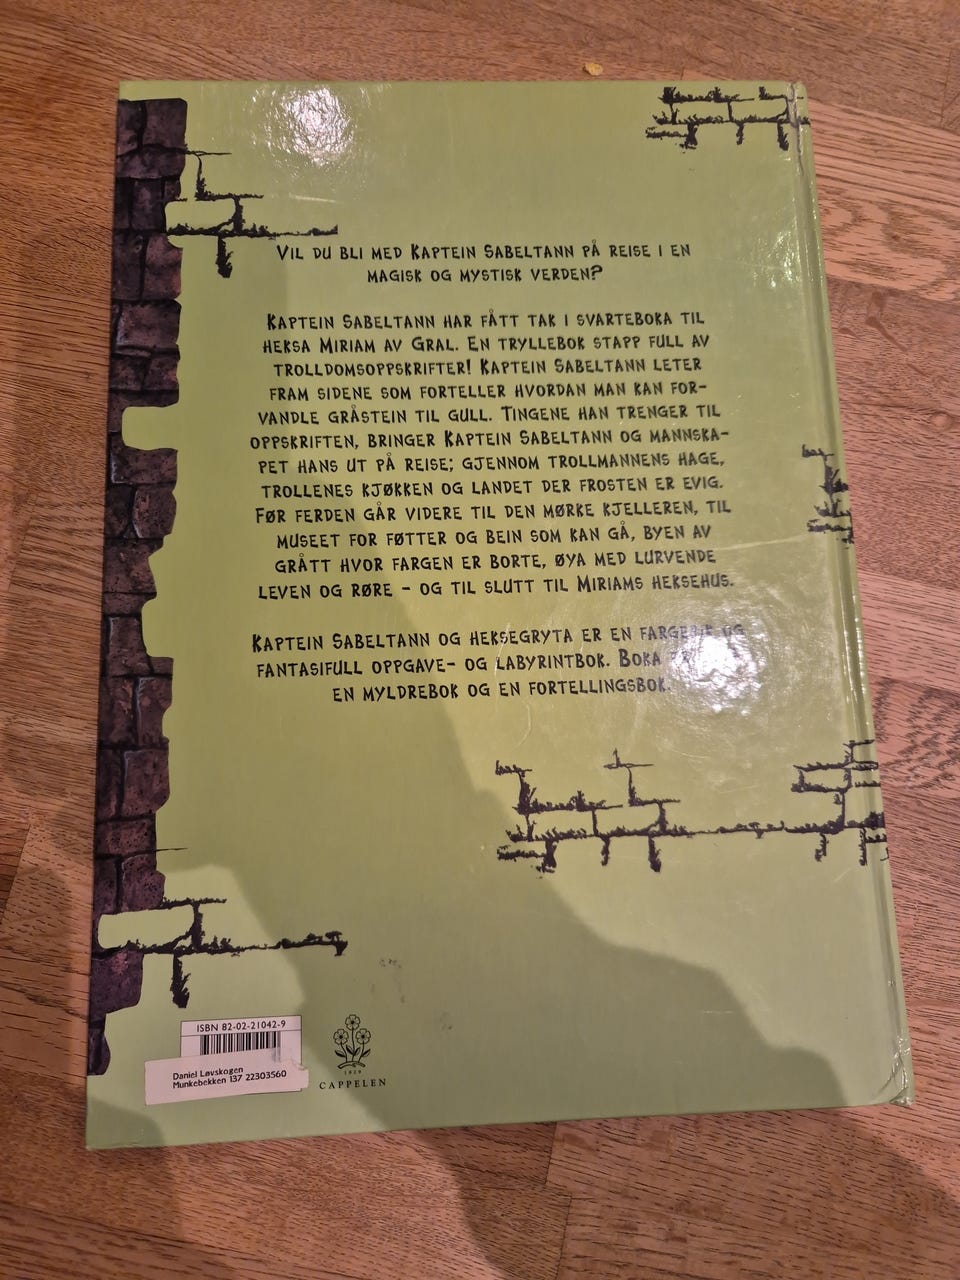 VIL DU BLI MED KAPTEIN SABELTANN PÅ REISE I EN
MAGISK OG MYSTISK VERDEN?
KAPTEIN SABELTANN HAR FÅTT TAK I SVARTEBOKA TIL
HEKSA MIRIAM AV GRAL. EN TRYLLEBOK STAPP FULL AV
TROLLDOMSOPPSKRIFTER! KAPTEIN SABELTANN LETER
FRAM SIDENE SOM FORTELLER HVORDAN MAN KAN FOR-
VANDLE GRÅSTEIN TIL GULL. TINGENE HAN TRENGER TIL
OPPSKRIFTEN, BRINGER KAPTEIN SABELTANN OG MANNSKA-
PET HANS UT PÅ REISE; GJENNOM TROLLMANNENS HAGE,
TROLLENES KJØKKEN OG LANDET DER FROSTEN ER EVIG.
FØR FERDEN GÅR VIDERE TIL DEN MØRKE KJELLEREN, TIL
MUSEET FOR FØTTER OG BEIN SOM KAN GÅ, BYEN AV
GRÅTT HVOR FARGEN ER BORTE, ØYA MED LURVENDE
LEVEN OG RØRE - OG TIL SLUTT TIL MIRIAMS HEKSEHUS.
KAPTEIN SABELTANN OG HEKSEGRYTA ER EN FARGERIK OG
FANTASIFULL OPPGAVE- OG LABYRINTBOK. BOKA
EN MYLDREBOK OG EN FORTELLINGSBOK.
ISBN 82-02-21042-9
Daniel Løvskogen
Munkebekken 137 22303560
1829
CAPPELEN